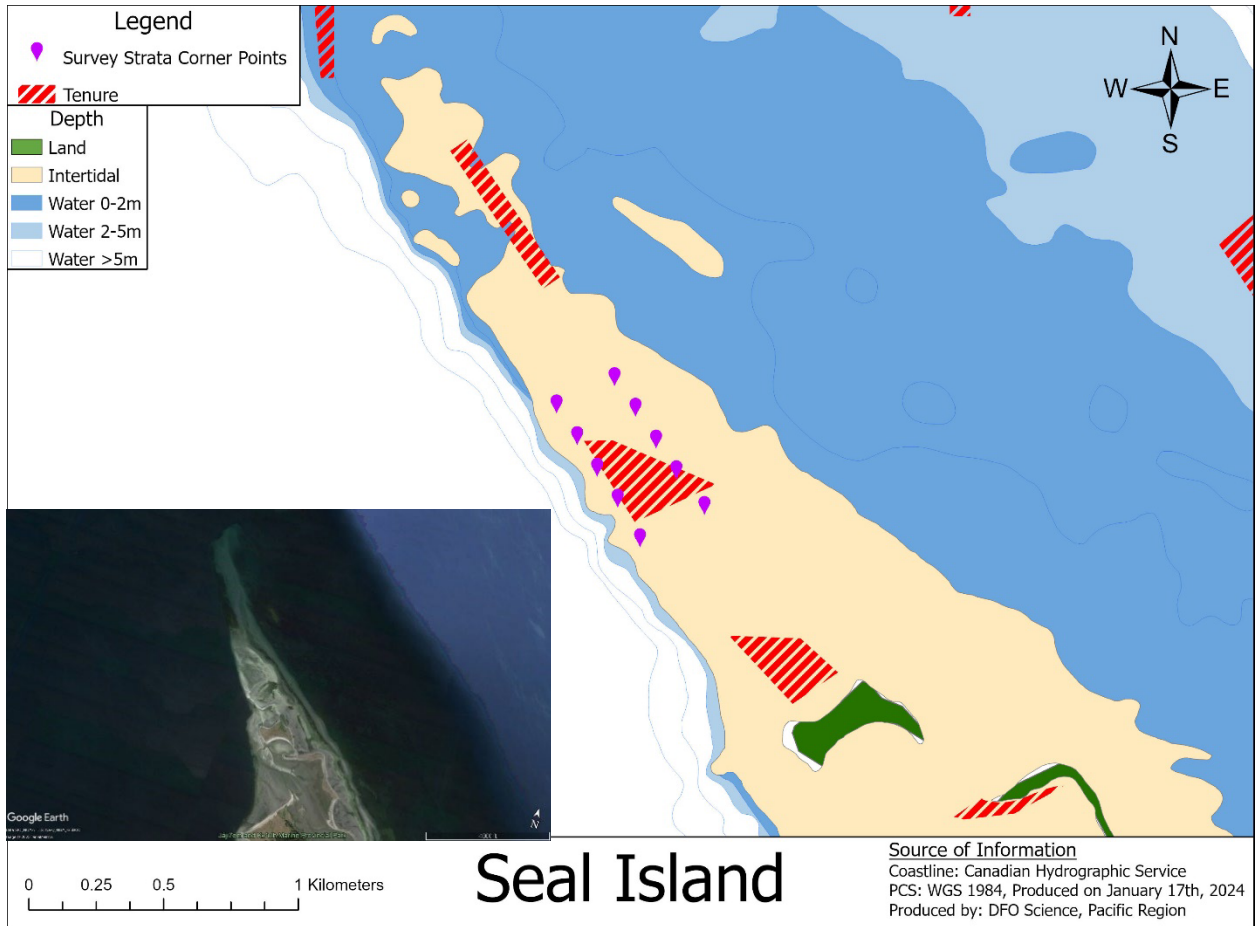 Legend
Survey Strata Corner Points
Tenure
Depth
Land
Intertidal
Water 0-2m
Water 2-5m
Water >5m
N
W E
S
Google Earth
N
0 0.25 0.5 1 Kilometers
Seal Island
Source of Information
Coastline: Canadian Hydrographic Service
PCS: WGS 1984, Produced on January 17th, 2024
Produced by: DFO Science, Pacific Region